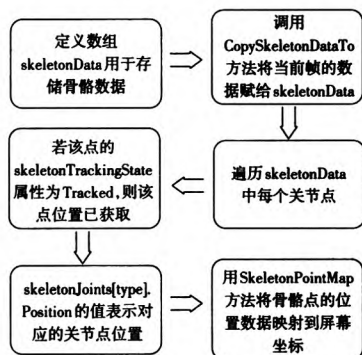 定义数组
skeletonData 用于存
储骨骼数据
调用
CopySkeletonDataTo
方法将当前帧的数
据赋给 skeletonData
遍历 skeletonData
中每个关节点
若该点的
skeletonTrackingState
属性为 Tracked,则该
点位置已获取
skeletonJoints[type].
Position 的值表示对
应的关节点位置
用 SkeletonPointMap
方法将骨骼点的位
置数据映射到屏幕
坐标